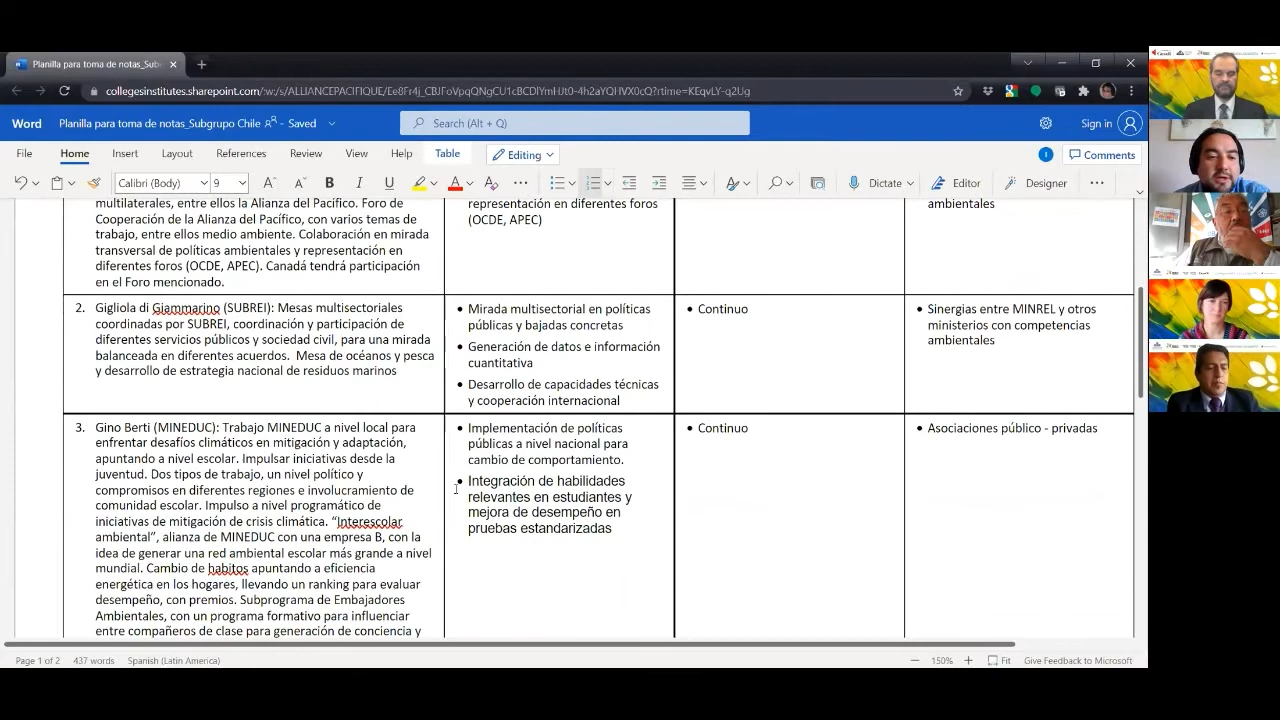 Planilla para toma de notas_Sub
collegesinstitutes.sharepoint.com
Word
Planilla para toma de notas_Subgrupo Chile - Saved
Search (Alt + Q)
Sign in
File
Home
Insert
Layout
References
Review
View
Help
Table
Editing
Comments
Calibri (Body)
9
Dictate
Editor
Designer
multilaterales, entre ellos la Alianza del Pacífico. Foro de
Cooperación de la Alianza del Pacífico, con varios temas de
trabajo, entre ellos medio ambiente. Colaboración en mirada
transversal de políticas ambientales y representación en
diferentes foros (OCDE, APEC). Canadá tendrá participación
en el Foro mencionado.
representación en diferentes foros
(OCDE, APEC)
ambientales
2. Gigliola di Giammarino (SUBREI): Mesas multisectoriales
coordinadas por SUBREI, coordinación y participación de
diferentes servicios públicos y sociedad civil, para una mirada
balanceada en diferentes acuerdos. Mesa de océanos y pesca
y desarrollo de estrategia nacional de residuos marinos
• Mirada multisectorial en políticas
públicas y bajadas concretas
• Generación de datos e información
cuantitativa
• Desarrollo de capacidades técnicas
y cooperación internacional
• Continuo
• Sinergias entre MINREL y otros
ministerios con competencias
ambientales
3. Gino Berti (MINEDUC): Trabajo MINEDUC a nivel local para
enfrentar desafíos climáticos en mitigación y adaptación,
apuntando a nivel escolar. Impulsar iniciativas desde la
juventud. Dos tipos de trabajo, un nivel político y
compromisos en diferentes regiones e involucramiento de
comunidad escolar. Impulso a nivel programático de
iniciativas de mitigación de crisis climática. “Interescolar
ambiental”, alianza de MINEDUC con una empresa B, con la
idea de generar una red ambiental escolar más grande a nivel
mundial. Cambio de habitos apuntando a eficiencia
energética en los hogares, llevando un ranking para evaluar
desempeño, con premios. Subprograma de Embajadores
Ambientales, con un programa formativo para influenciar
entre compañeros de clase para generación de conciencia y
• Implementación de políticas
públicas a nivel nacional para
cambio de comportamiento.
• Integración de habilidades
relevantes en estudiantes y
mejora de desempeño en
pruebas estandarizadas
• Continuo
• Asociaciones público - privadas
Page 1 of 2
437 words
Spanish (Latin America)
150%
Fit
Give Feedback to Microsoft